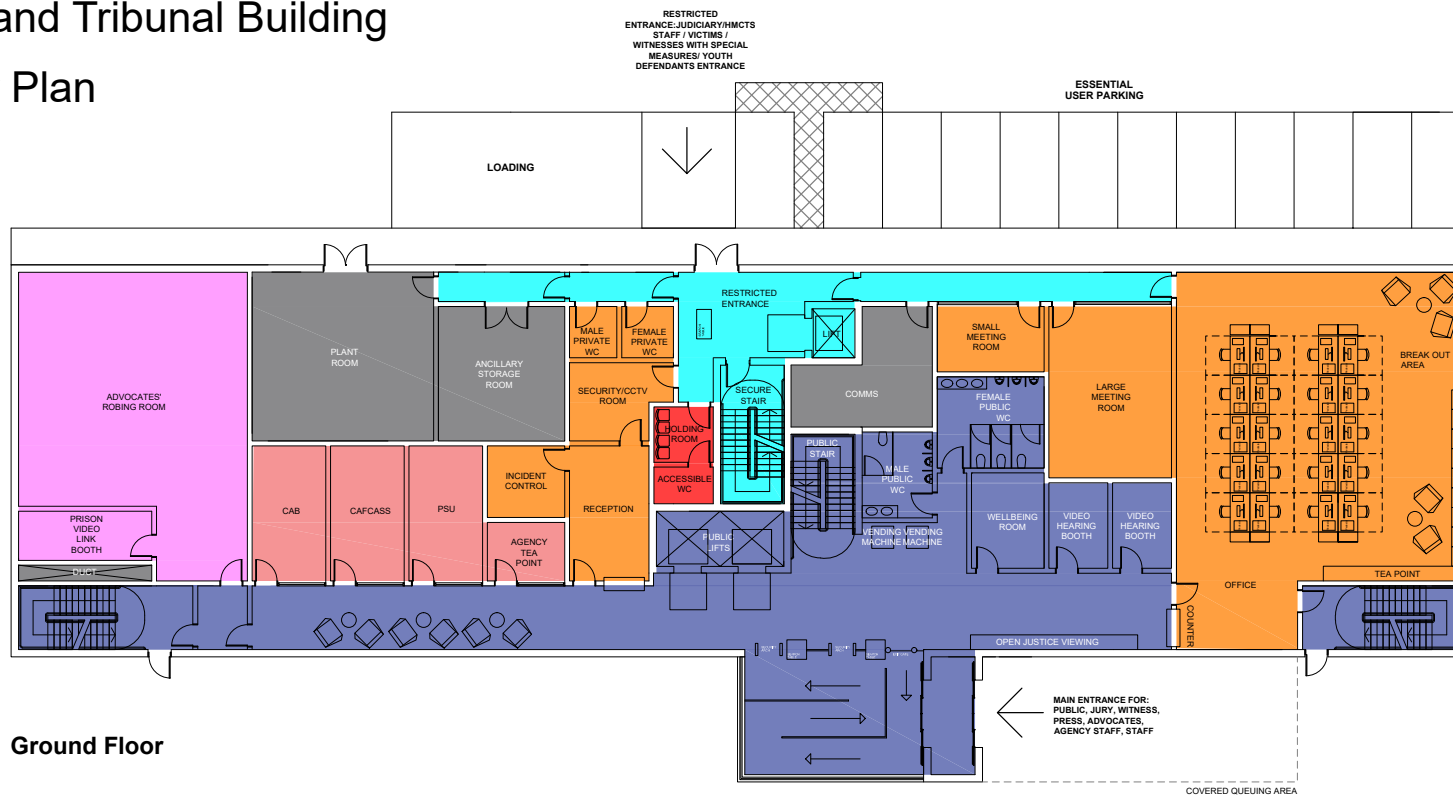 and Tribunal Building
Plan
RESTRICTED
ENTRANCE:JUDICIARY/HMCTS
STAFF / VICTIMS /
WITNESSES WITH SPECIAL
MEASURES/ YOUTH
DEFENDANTS ENTRANCE
ESSENTIAL
USER PARKING
LOADING
RESTRICTED
ENTRANCE
LIFT
MALE
PRIVATE
WC
FEMALE
PRIVATE
WC
SMALL
MEETING
ROOM
PLANT
ROOM
ANCILLARY
STORAGE
ROOM
BREAK OUT
AREA
ADVOCATES'
ROBING ROOM
SECURITY/CCTV
ROOM
SECURE
STAIR
COMMS
FEMALE
PUBLIC
WC
LARGE
MEETING
ROOM
HOLDING
ROOM
PUBLIC
STAIR
MALE
PUBLIC
WC
INCIDENT
CONTROL
ACCESSIBLE
WC
CAB
CAFCASS
PSU
RECEPTION
PRISON
VIDEO
LINK
BOOTH
WELLBEING
ROOM
VIDEO
HEARING
BOOTH
VIDEO
HEARING
BOOTH
AGENCY
TEA
POINT
PUBLIC
LIFTS
VENDING
MACHINE
VENDING
MACHINE
DUCT
TEA POINT
OFFICE
COUNTER
OPEN JUSTICE VIEWING
MAIN ENTRANCE FOR:
PUBLIC, JURY, WITNESS,
PRESS, ADVOCATES,
AGENCY STAFF, STAFF
Ground Floor
COVERED QUEUING AREA